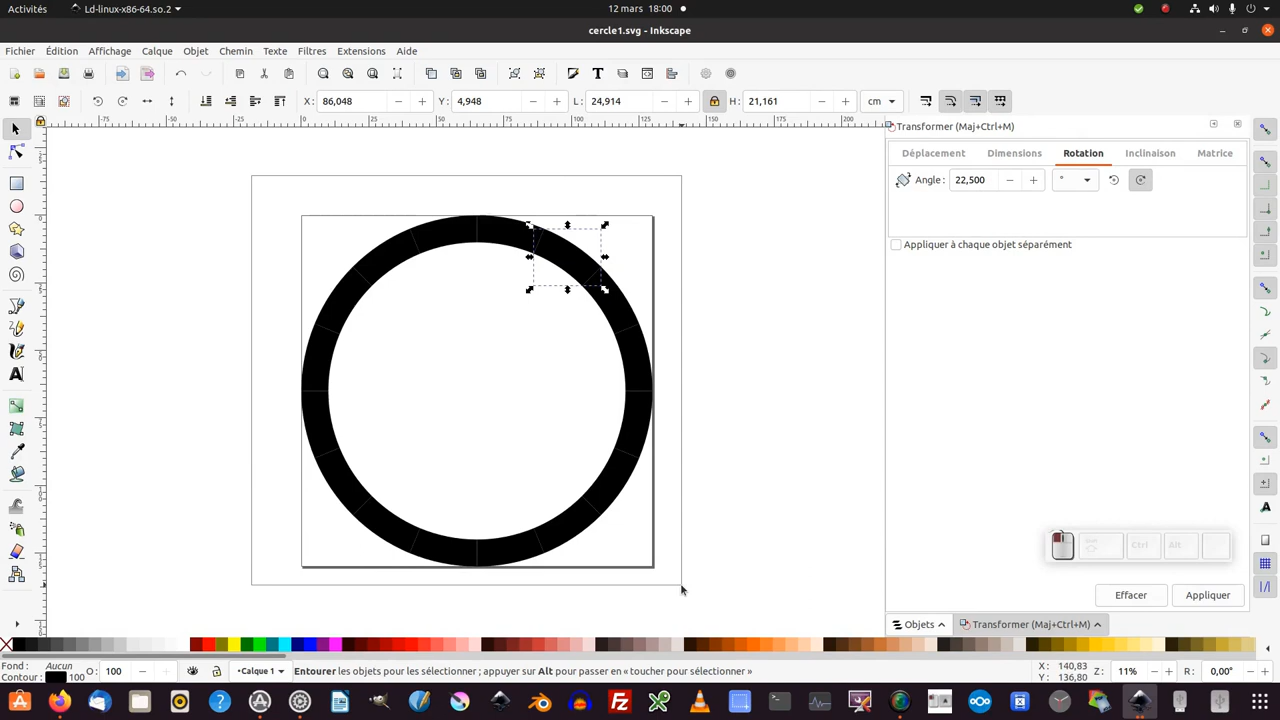 Activités
Ld-linux-x86-64.so.2
12 mars 18:00
cercle1.svg - Inkscape
Fichier Édition Affichage Calque Objet Chemin Texte Filtres Extensions Aide
X: 86,048 Y: 4,948 L: 24,914 H: 21,161 cm
Transformer (Maj+Ctrl+M)
Déplacement Dimensions Rotation Inclinaison Matrice
Angle : 22,500 °
Appliquer à chaque objet séparément
Ctrl Alt
Effacer Appliquer
Objets Transformer (Maj+Ctrl+M)
Fond : Aucun
Contour : 100
O: 100
•Calque 1
Entourer les objets pour les sélectionner ; appuyer sur Alt pour passer en « toucher pour sélectionner »
X: 140,83
Y: 136,80
Z: 11% R: 0,00°